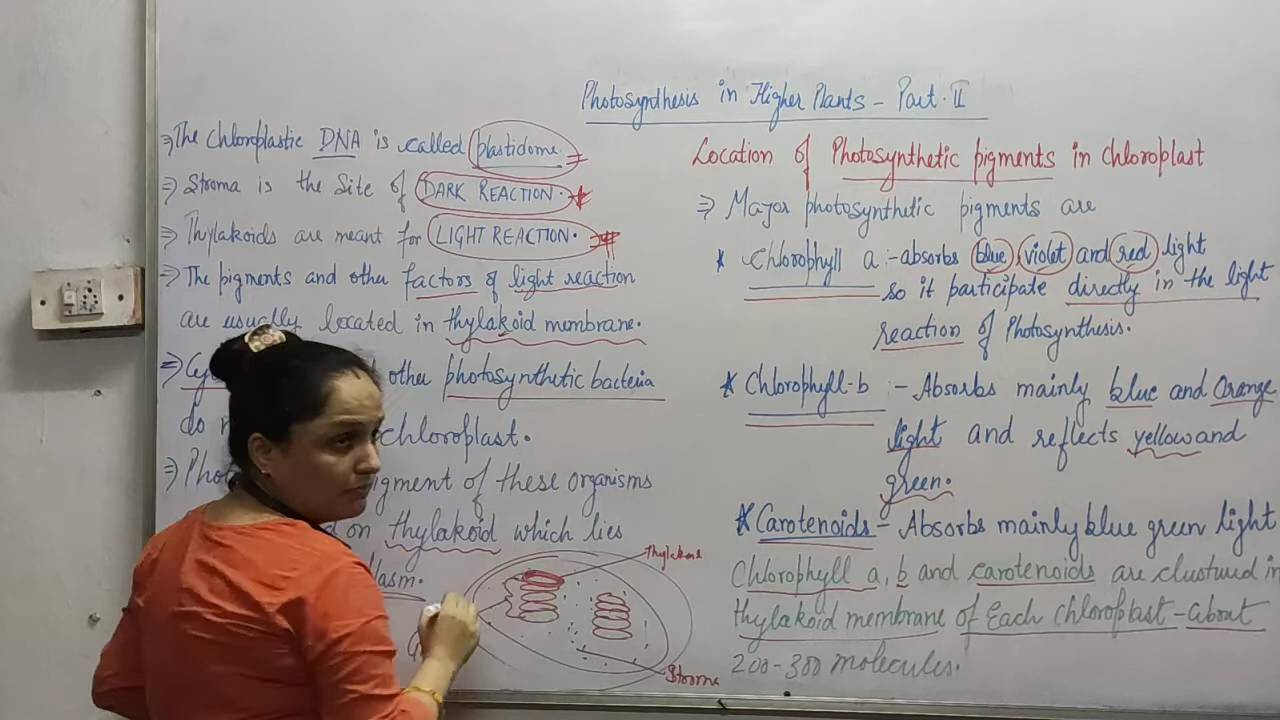 Photosynthesis in Higher Plants - Part-II
⇒ The Chloroplastic DNA is called plastidome.
⇒ Stroma is the Site of DARK REACTION.
⇒ Thylakoids are meant for LIGHT REACTION.
⇒ The pigments and other factors of light reaction
are usually located in thylakoid membrane.
⇒ other photosynthetic bacteria
do chloroplast.
⇒ of these organisms
on thylakoid which lies
Thylakoid
Stroma
Location of Photosynthetic pigments in Chloroplast
⇒ Major photosynthetic pigments are
* Chlorophyll a :- absorbs blue, violet and red light
so it participate directly in the light
reaction of Photosynthesis.
* Chlorophyll-b :- Absorbs mainly blue and Orange
light and reflects yellow and
green.
* Carotenoids - Absorbs mainly blue green light
Chlorophyll a, b and carotenoids are clustured in
thylakoid membrane of Each chloroplast - about
200-300 molecules.